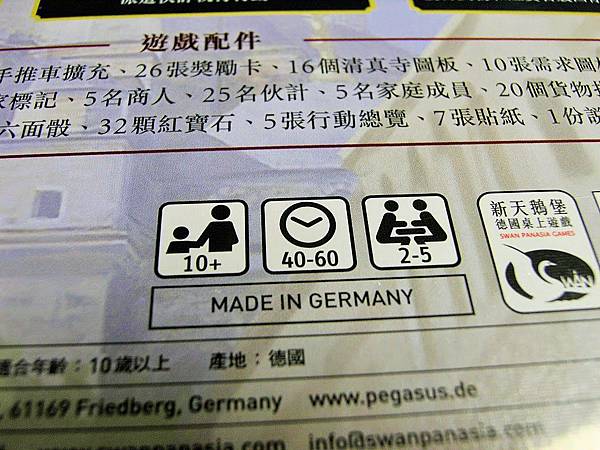 遊戲配件
手推車擴充、26張獎勵卡、16個清真寺圖板、10張需求圖板
標記、5名商人、25名伙計、5名家庭成員、20個貨物
六面骰、32顆紅寶石、5張行動總覽、7張貼紙、1份說
10+
40-60
2-5
新天鵝堡
德國桌上遊戲
SWAN PANASIA GAMES
SWAN
MADE IN GERMANY
適合年齡：10歲以上 產地：德國
, 61169 Friedberg, Germany www.pegasus.de
www.swanpanasia.com info@swanpanasia.com